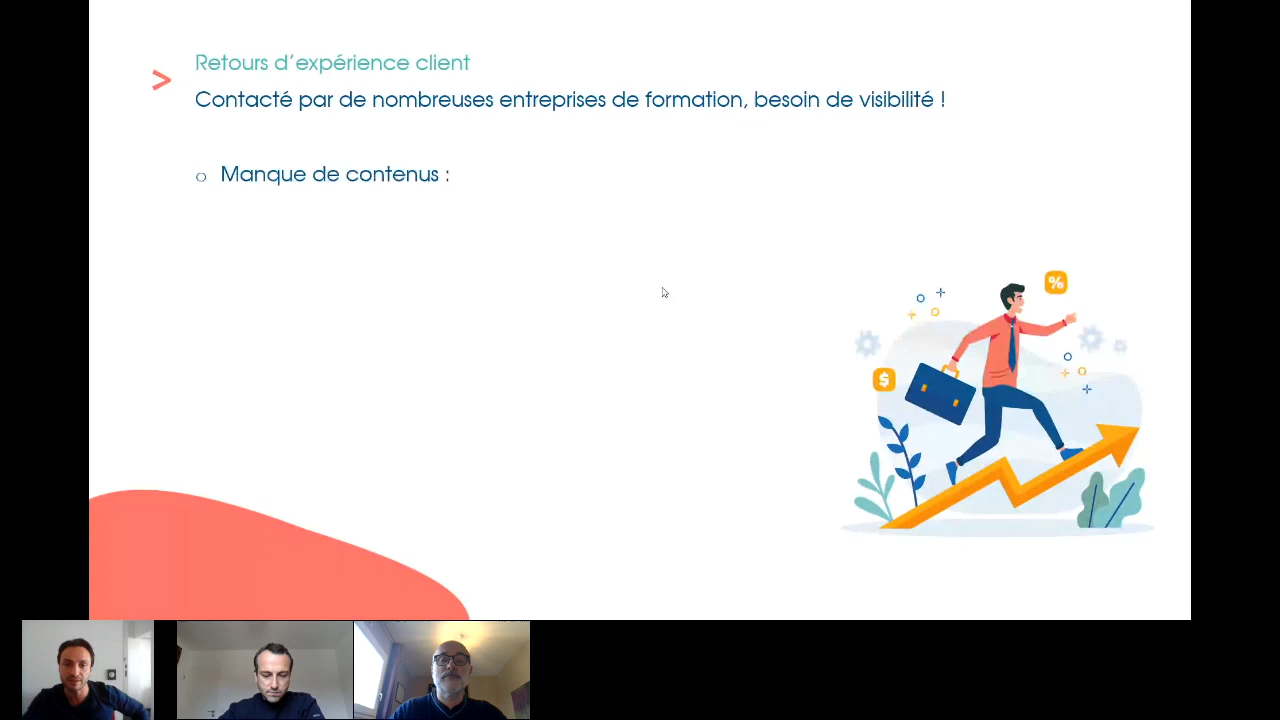 Retours d'expérience client
>
Contacté par de nombreuses entreprises de formation, besoin de visibilité !
o Manque de contenus :
%
$